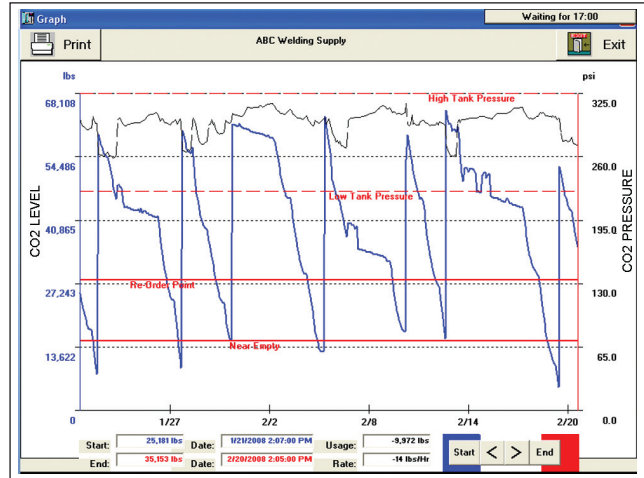 Graph
Waiting for 17:00
Print
ABC Welding Supply
EXIT
Exit
lbs
psi
68,108
High Tank Pressure
325.0
54,486
260.0
Low Tank Pressure
CO2 LEVEL
CO2 PRESSURE
40,865
195.0
27,243
Re-Order Point
130.0
Near-Empty
13,622
65.0
0
0.0
1/27 2/2 2/8 2/14 2/20
Start: 25,181 lbs Date: 1/21/2008 2:07:00 PM Usage: -9,972 lbs
End: 35,153 lbs Date: 2/20/2008 2:05:00 PM Rate: -14 lbs/Hr
Start < > End